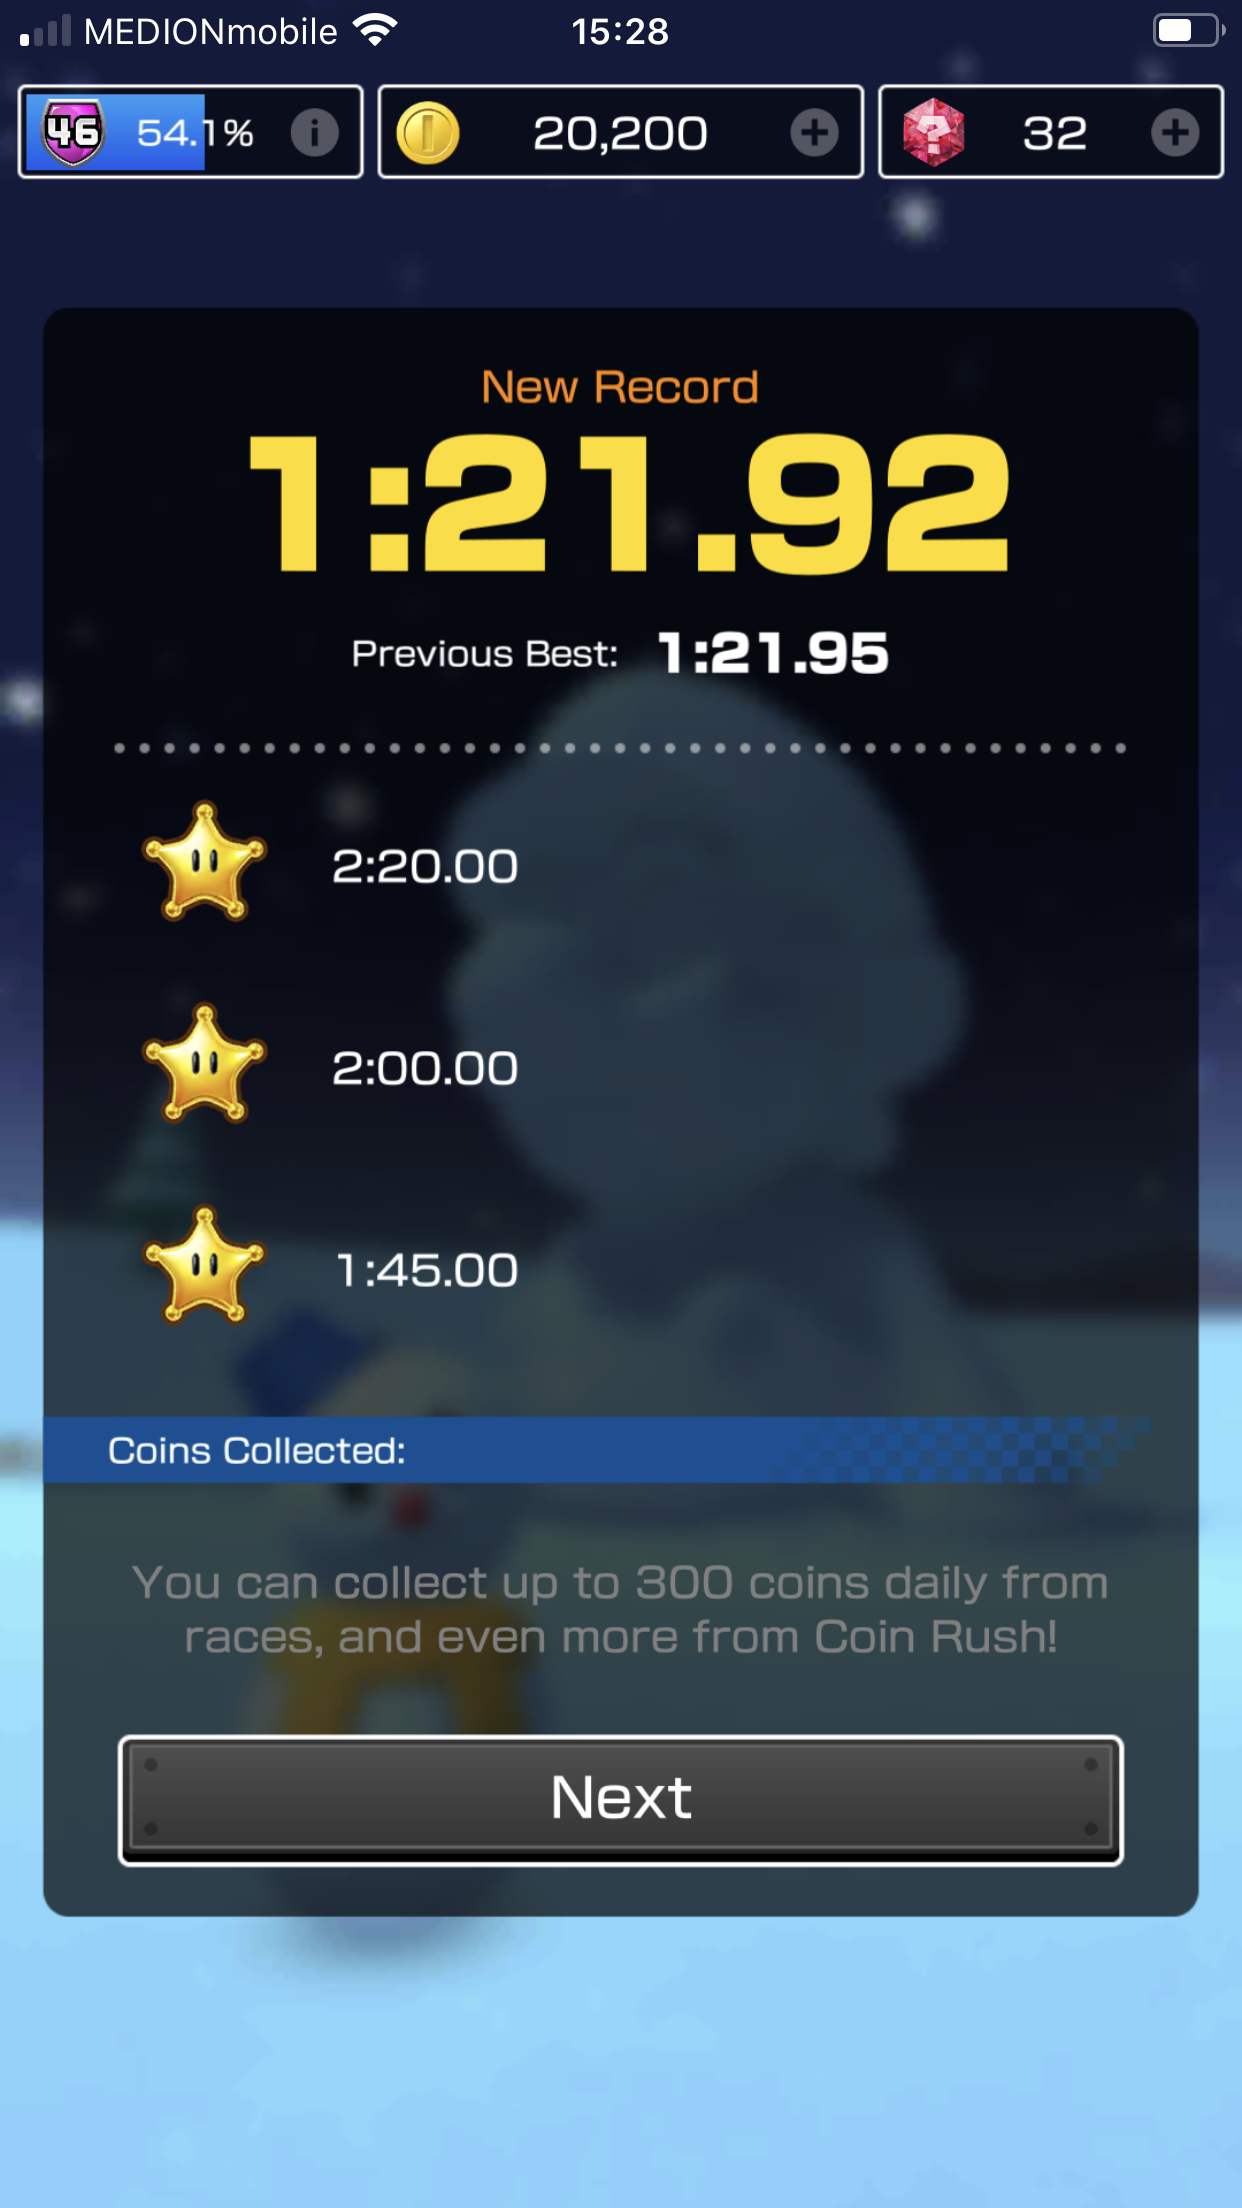 MEDIONmobile 15:28
46 54.1% i 20,200 + ? 32 +
New Record
1:21.92
Previous Best: 1:21.95
2:20.00
2:00.00
1:45.00
Coins Collected:
You can collect up to 300 coins daily from
races, and even more from Coin Rush!
Next